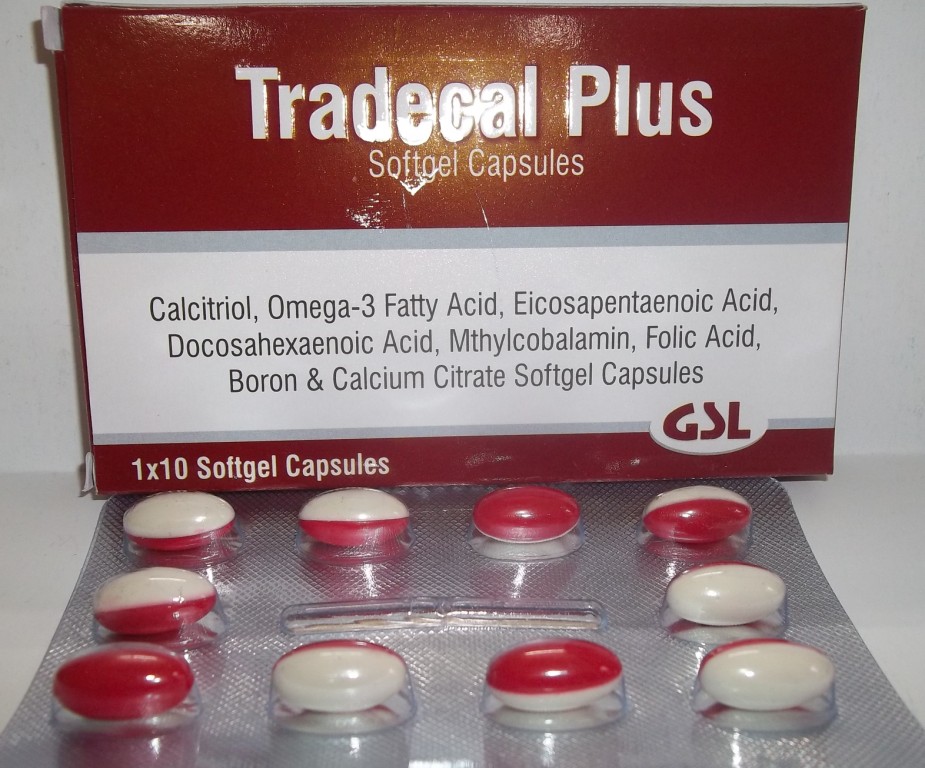 Tradecal Plus
Softgel Capsules
Calcitriol, Omega-3 Fatty Acid, Eicosapentaenoic Acid,
Docosahexaenoic Acid, Mthylcobalamin, Folic Acid,
Boron & Calcium Citrate Softgel Capsules
GSL
1x10 Softgel Capsules